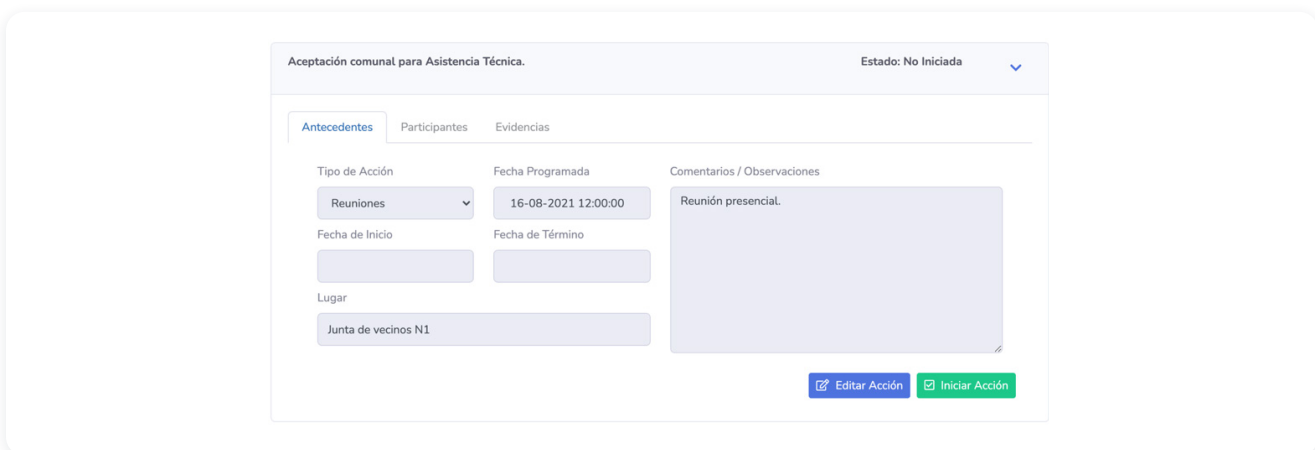 Aceptación comunal para Asistencia Técnica.
Estado: No Iniciada
Antecedentes
Participantes
Evidencias
Tipo de Acción
Fecha Programada
Comentarios / Observaciones
Reuniones
16-08-2021 12:00:00
Reunión presencial.
Fecha de Inicio
Fecha de Término
Lugar
Junta de vecinos N1
Editar Acción
Iniciar Acción